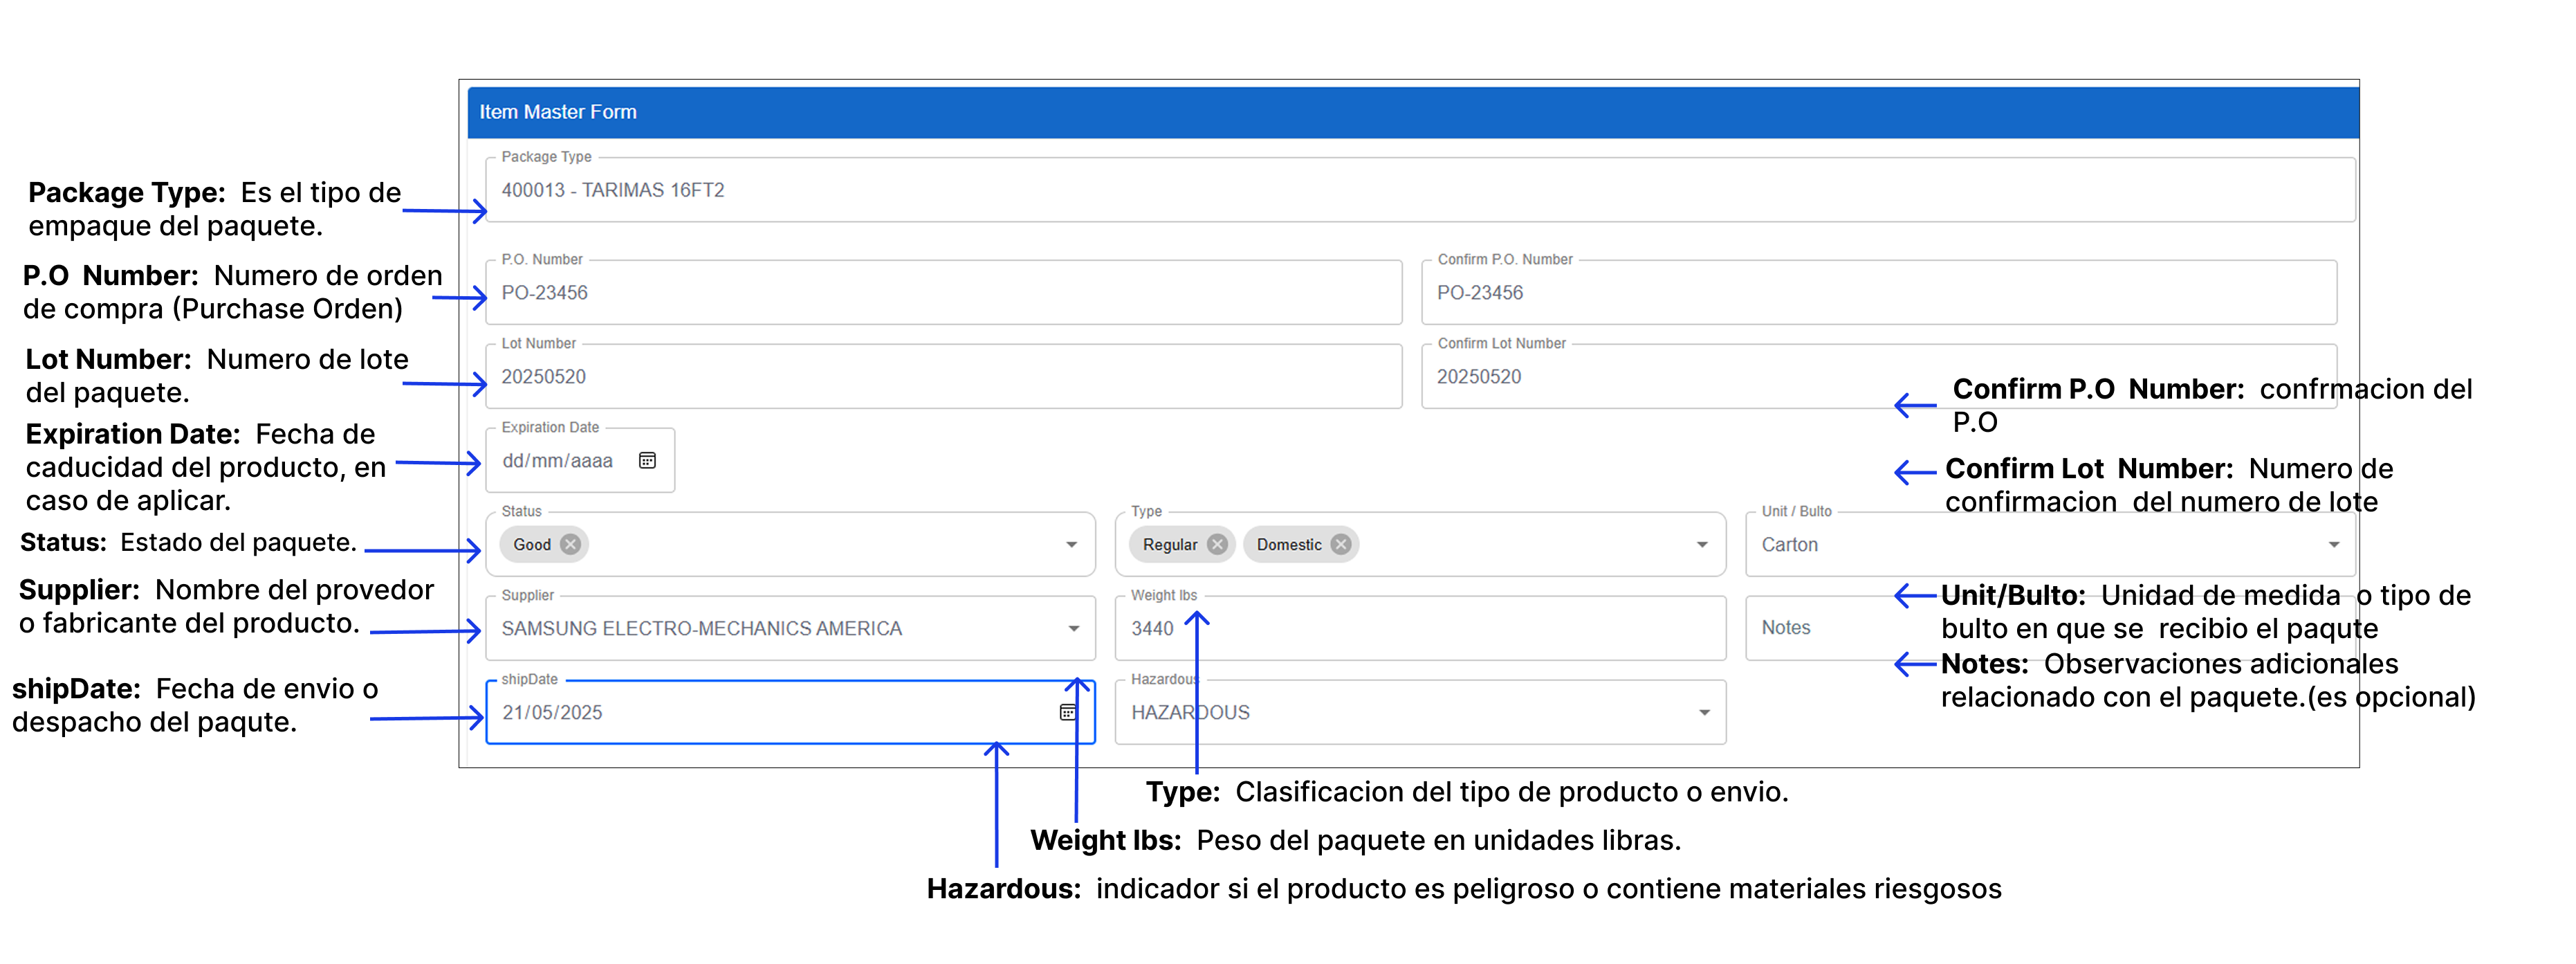 Item Master Form
Package Type
400013 - TARIMAS 16FT2
Package Type: Es el tipo de
empaque del paquete.
P.O. Number
PO-23456
Confirm P.O. Number
PO-23456
P.O Number: Numero de orden
de compra (Purchase Orden)
Lot Number
20250520
Confirm Lot Number
20250520
Lot Number: Numero de lote
del paquete.
Confirm P.O Number: confrmacion del
P.O
Expiration Date
dd/mm/aaaa
Expiration Date: Fecha de
caducidad del producto, en
caso de aplicar.
Confirm Lot Number: Numero de
confirmacion del numero de lote
Status
Good
Type
Regular
Domestic
Unit / Bulto
Carton
Status: Estado del paquete.
Supplier
SAMSUNG ELECTRO-MECHANICS AMERICA
Weight lbs
3440
Notes
Supplier: Nombre del provedor
o fabricante del producto.
Unit/Bulto: Unidad de medida o tipo de
bulto en que se recibio el paqute
Notes: Observaciones adicionales
relacionado con el paquete.(es opcional)
shipDate
21/05/2025
Hazardous
HAZARDOUS
shipDate: Fecha de envio o
despacho del paqute.
Type: Clasificacion del tipo de producto o envio.
Weight lbs: Peso del paquete en unidades libras.
Hazardous: indicador si el producto es peligroso o contiene materiales riesgosos